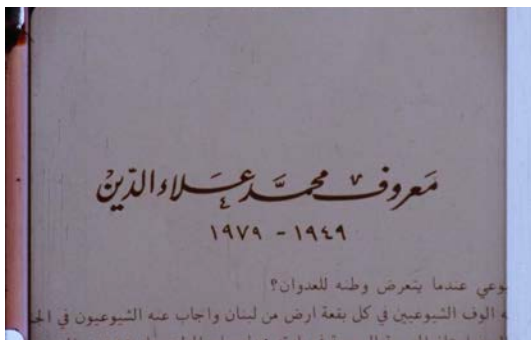 معروف محمد علاء الدين
١٩٤٩ - ١٩٧٩
عندما يتعرض وطنه للعدوان؟
الوف الشيوعيين في كل بقعة ارض من لبنان واجاب عنه الشيوعيون في